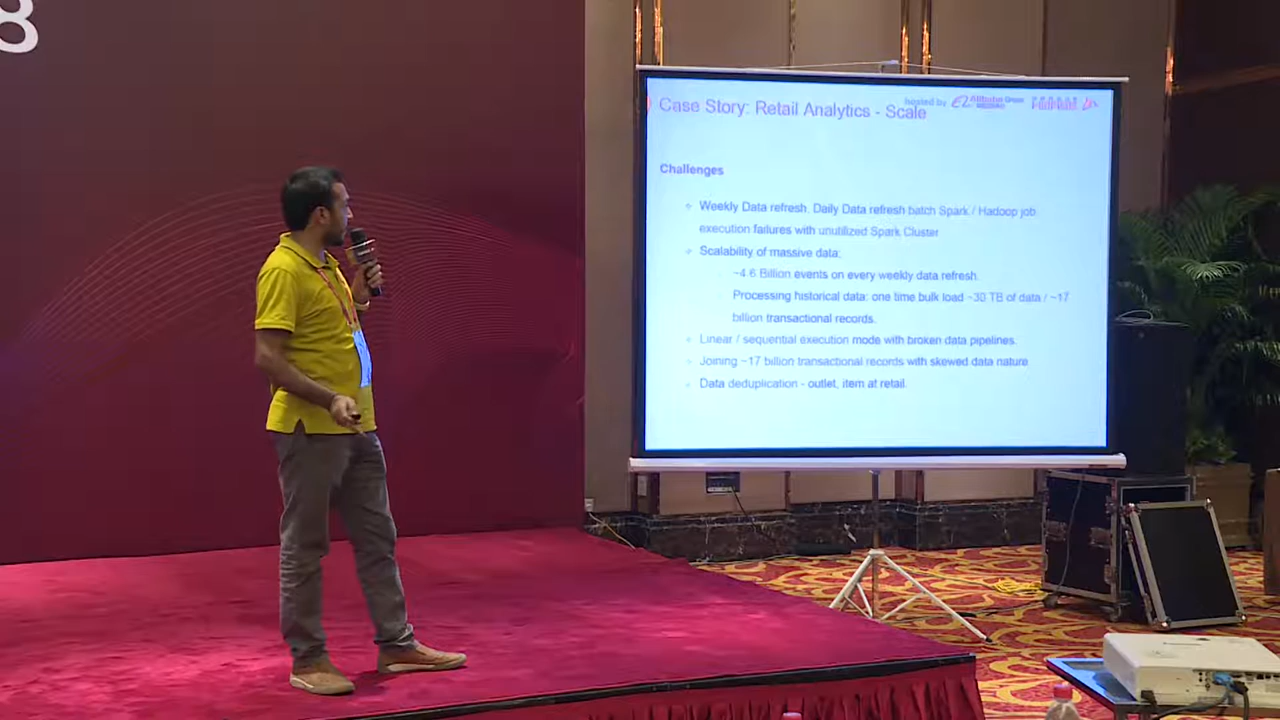 8
Case Story: Retail Analytics - Scale
hosted by Alibaba Group
Challenges
Weekly Data refresh, Daily Data refresh batch Spark / Hadoop job
execution failures with unutilized Spark Cluster
Scalability of massive data:
~4.6 Billion events on every weekly data refresh.
Processing historical data: one time bulk load ~30 TB of data / ~17
billion transactional records.
Linear / sequential execution mode with broken data pipelines.
Joining ~17 billion transactional records with skewed data nature
Data deduplication - outlet, item at retail.